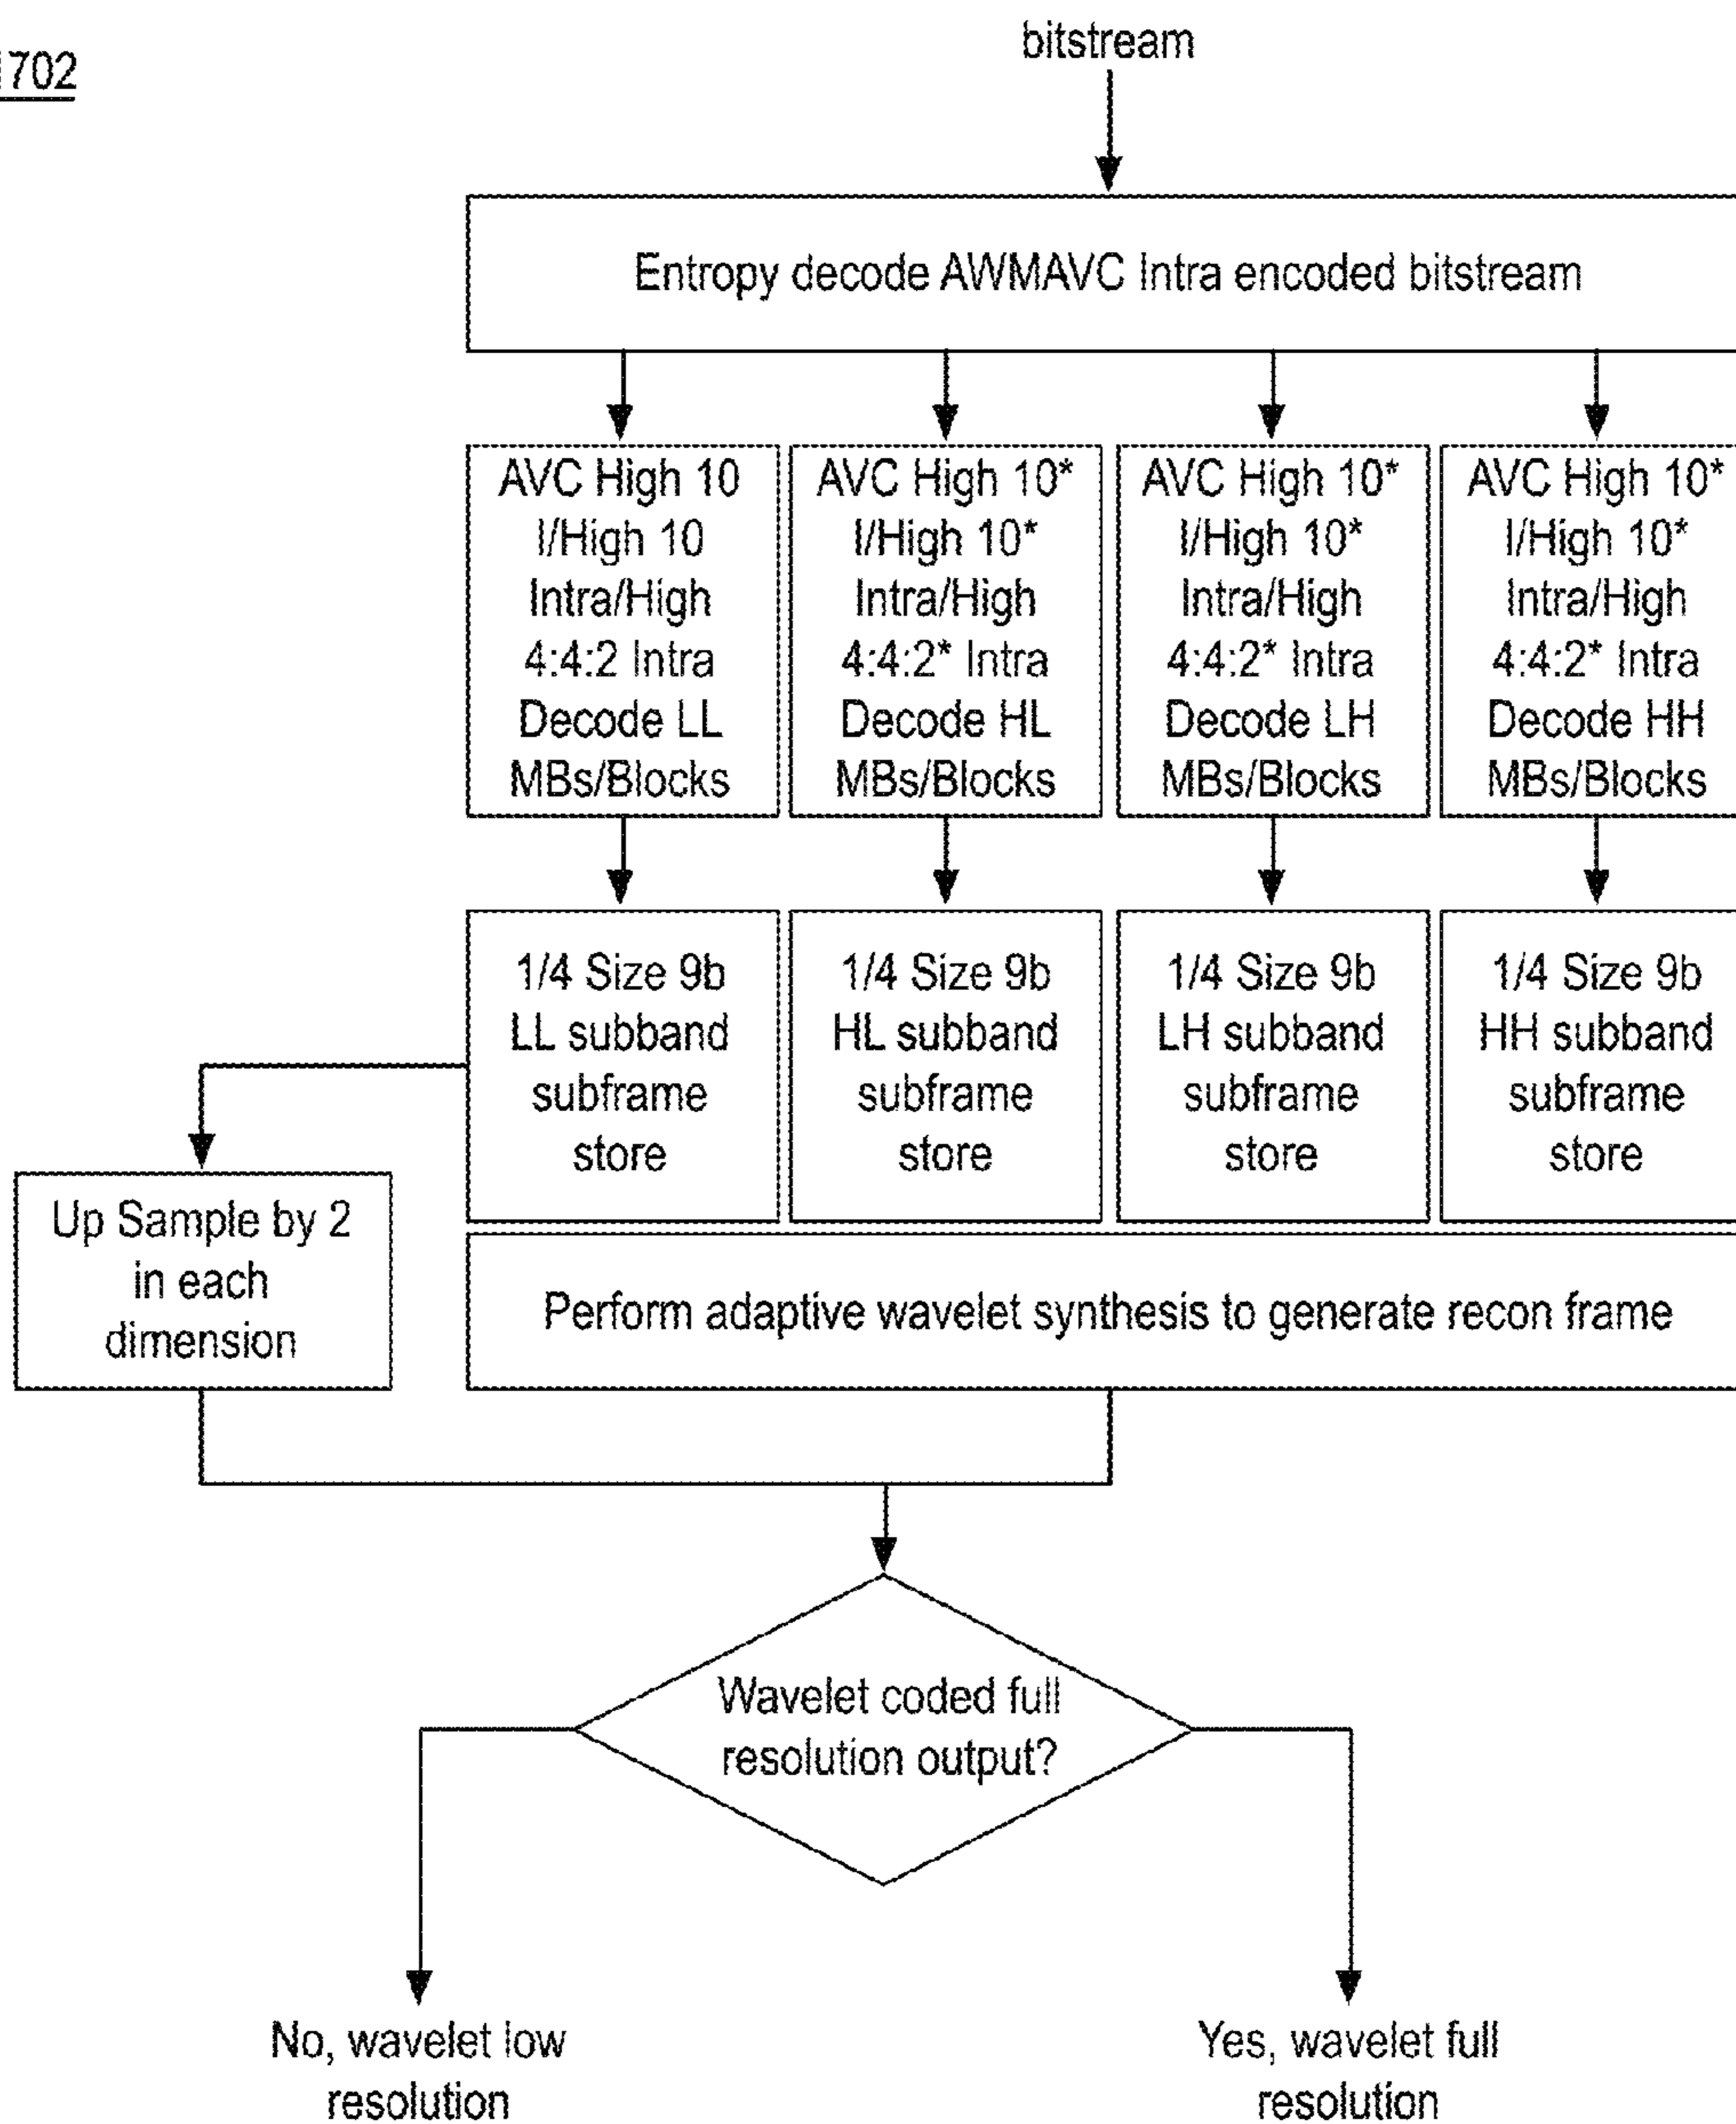 1702
bitstream
Entropy decode AWMAVC Intra encoded bitstream
AVC High 10
I/High 10
Intra/High
4:4:2 Intra
Decode LL
MBs/Blocks
AVC High 10*
I/High 10*
Intra/High
4:4:2* Intra
Decode HL
MBs/Blocks
AVC High 10*
I/High 10*
Intra/High
4:4:2* Intra
Decode LH
MBs/Blocks
AVC High 10*
I/High 10*
Intra/High
4:4:2* Intra
Decode HH
MBs/Blocks
1/4 Size 9b
LL subband
subframe
store
1/4 Size 9b
HL subband
subframe
store
1/4 Size 9b
LH subband
subframe
store
1/4 Size 9b
HH subband
subframe
store
Up Sample by 2
in each
dimension
Perform adaptive wavelet synthesis to generate recon frame
Wavelet coded full
resolution output?
No, wavelet low
resolution
Yes, wavelet full
resolution